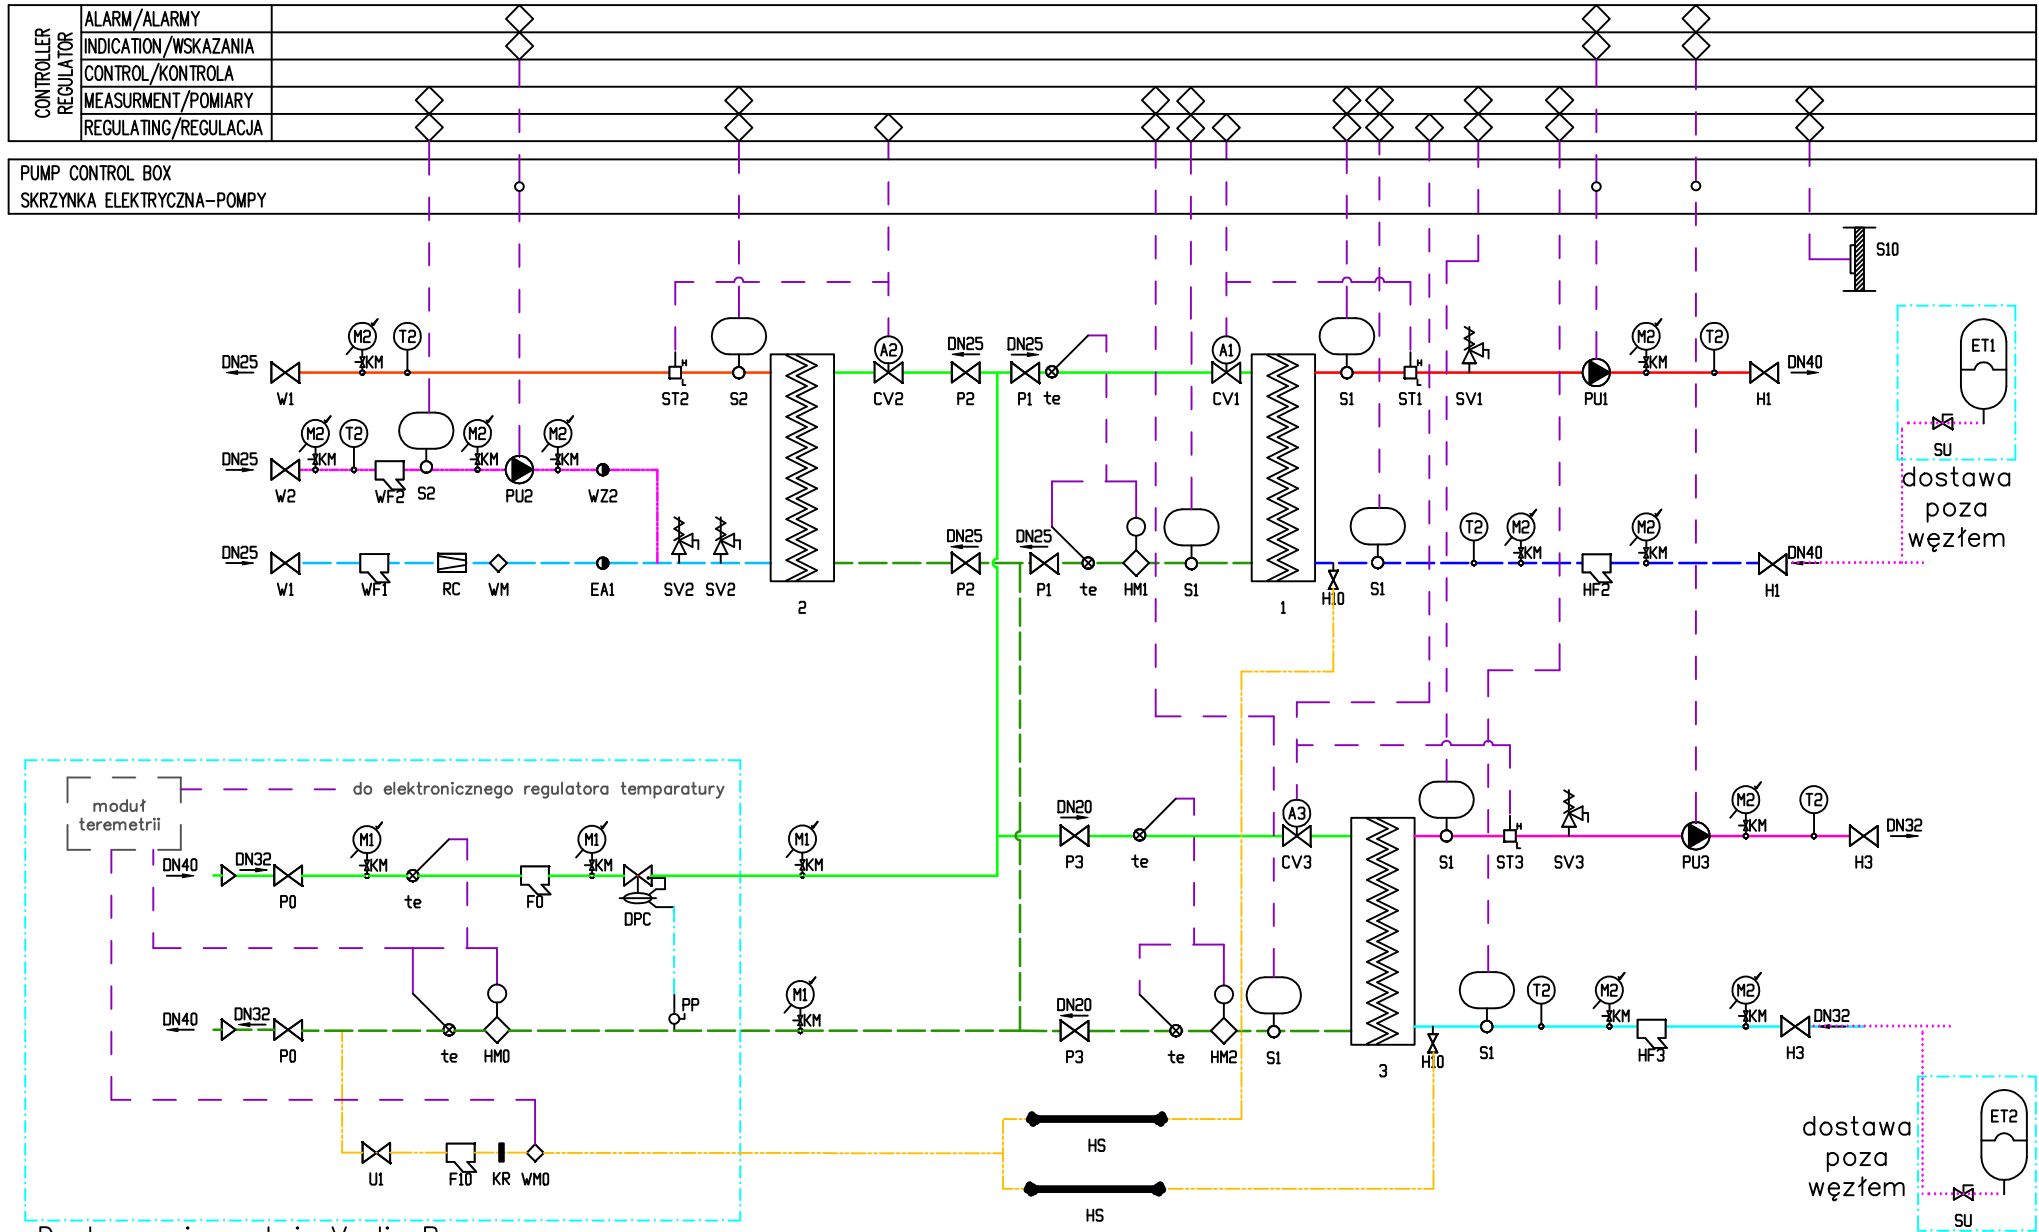 CONTROLLER
REGULATOR
ALARM/ALARMY
INDICATION/WSKAZANIA
CONTROL/KONTROLA
MEASURMENT/POMIARY
REGULATING/REGULACJA
PUMP CONTROL BOX
SKRZYNKA ELEKTRYCZNA-POMPY
S10
M2 T2 A2 DN25 DN25 A1 M2 T2 ET1
DN25 KM KM DN40
W1 ST2 S2 CV2 P2 P1 te CV1 S1 ST1 SV1 PU1 H1
M2 T2 M2 M2 SU
DN25 KM KM KM
W2 WF2 S2 PU2 WZ2
dostawa
poza
węzłem
DN25 DN25 DN25 T2 M2 M2 DN40
KM KM
W1 WF1 RC WM EA1 SV2 SV2 P2 P1 te HM1 S1 H10 S1 HF2 H1
2 1
moduł
teremetrii
do elektronicznego regulatora temparatury
DN20 A3 M2 T2 DN32
KM
P3 te CV3 S1 ST3 SV3 PU3 H3
DN40 DN32 M1 M1 M1
KM KM KM
P0 te F0 DPC
DN40 DN32 PP M1 DN20 T2 M2 M2 DN32
KM KM KM
P0 te HM0 P3 te HM2 S1 H10 S1 HF3 H3
3
U1 F10 KR WM0 HS
HS
dostawa
poza
węzłem
ET2
SU